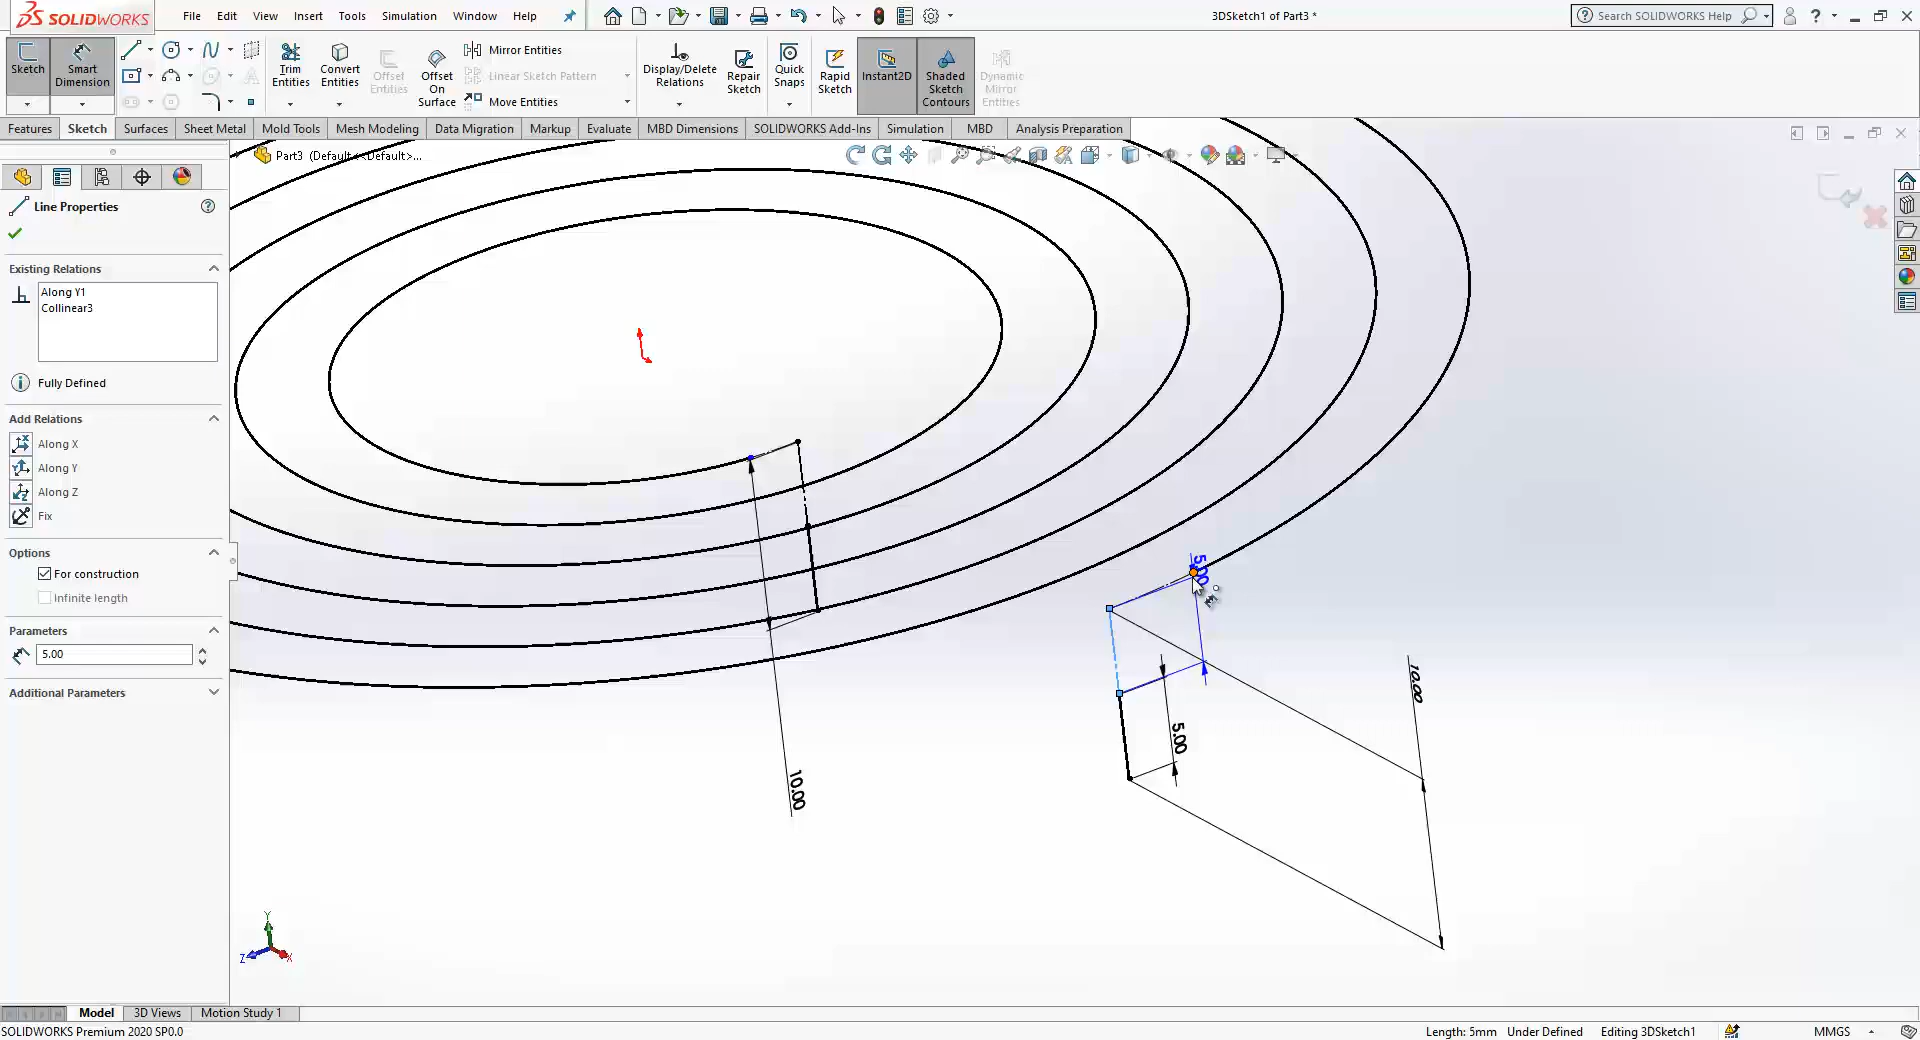 SOLIDWORKS File Edit View Insert Tools Simulation Window Help 3DSketch1 of Part3 * Search SOLIDWORKS Help
Sketch Smart Dimension Trim Entities Convert Entities Offset Entities Offset On Surface Mirror Entities Linear Sketch Pattern Move Entities Display/Delete Relations Repair Sketch Quick Snaps Rapid Sketch Instant2D Shaded Sketch Contours Dynamic Mirror Entities
Features Sketch Surfaces Sheet Metal Mold Tools Mesh Modeling Data Migration Markup Evaluate MBD Dimensions SOLIDWORKS Add-Ins Simulation MBD Analysis Preparation
Part3 (Default<<Default>...
Line Properties
Existing Relations
Along Y1
Collinear3
Fully Defined
Add Relations
Along X
Along Y
Along Z
Fix
Options
For construction
Infinite length
Parameters
5.00
Additional Parameters
5.00
10.00
5.00
10.00
Y
Z
X
Model 3D Views Motion Study 1
SOLIDWORKS Premium 2020 SP0.0 Length: 5mm Under Defined Editing 3DSketch1 MMGS